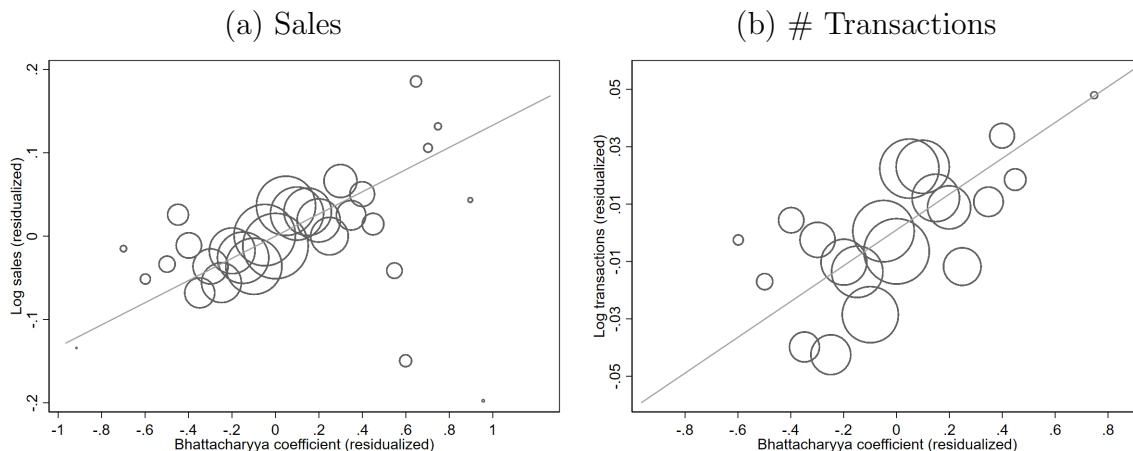 (a) Sales
(b) # Transactions
Log sales (residualized)
.2
.1
0
-.1
-.2
-1 -.8 -.6 -.4 -.2 0 .2 .4 .6 .8 1
Bhattacharyya coefficient (residualized)
Log transactions (residualized)
.05
.03
.01
-.01
-.03
-.05
-.8 -.6 -.4 -.2 0 .2 .4 .6 .8
Bhattacharyya coefficient (residualized)